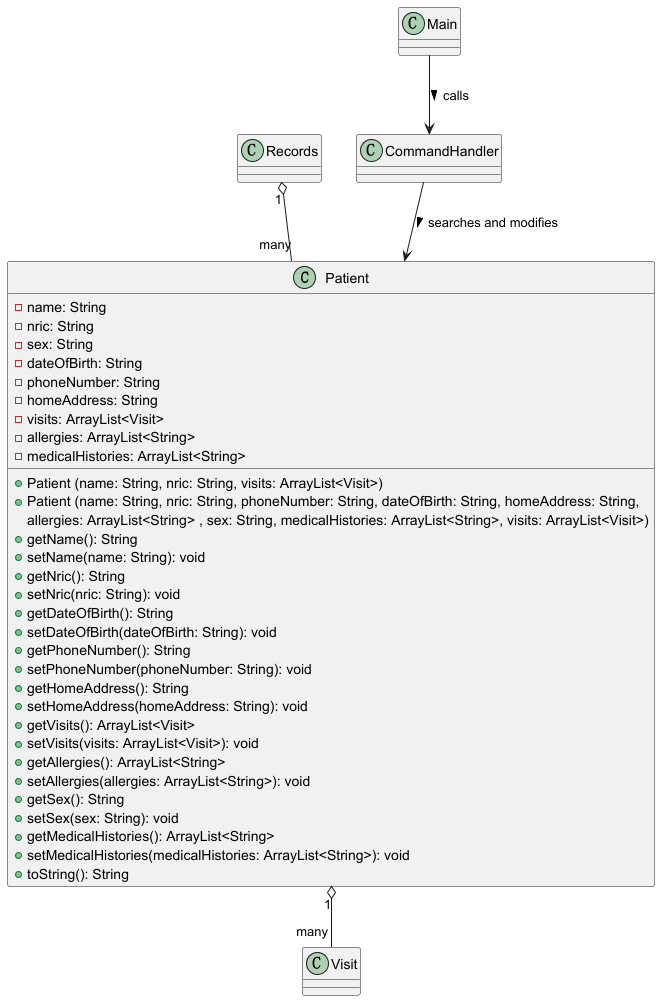 C Main
calls
C Records
C CommandHandler
1
searches and modifies
many
C Patient
name: String
nric: String
sex: String
dateOfBirth: String
phoneNumber: String
homeAddress: String
visits: ArrayList<Visit>
allergies: ArrayList<String>
medicalHistories: ArrayList<String>
Patient (name: String, nric: String, visits: ArrayList<Visit>)
Patient (name: String, nric: String, phoneNumber: String, dateOfBirth: String, homeAddress: String,
allergies: ArrayList<String> , sex: String, medicalHistories: ArrayList<String>, visits: ArrayList<Visit>)
getName(): String
setName(name: String): void
getNric(): String
setNric(nric: String): void
getDateOfBirth(): String
setDateOfBirth(dateOfBirth: String): void
getPhoneNumber(): String
setPhoneNumber(phoneNumber: String): void
getHomeAddress(): String
setHomeAddress(homeAddress: String): void
getVisits(): ArrayList<Visit>
setVisits(visits: ArrayList<Visit>): void
getAllergies(): ArrayList<String>
setAllergies(allergies: ArrayList<String>): void
getSex(): String
setSex(sex: String): void
getMedicalHistories(): ArrayList<String>
setMedicalHistories(medicalHistories: ArrayList<String>): void
toString(): String
1
many
C Visit